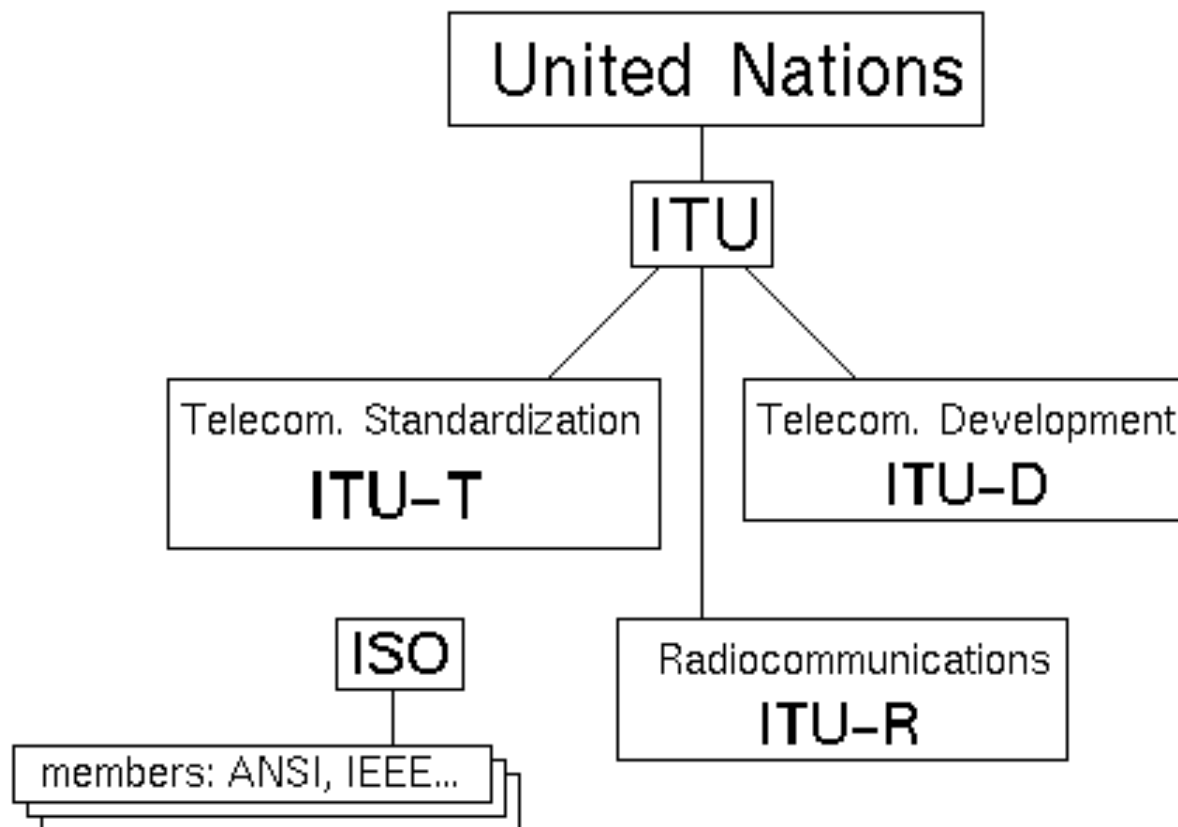 United Nations
ITU
Telecom. Standardization
ITU-T
Telecom. Development
ITU-D
ISO
Radiocommunications
ITU-R
members: ANSI, IEEE...